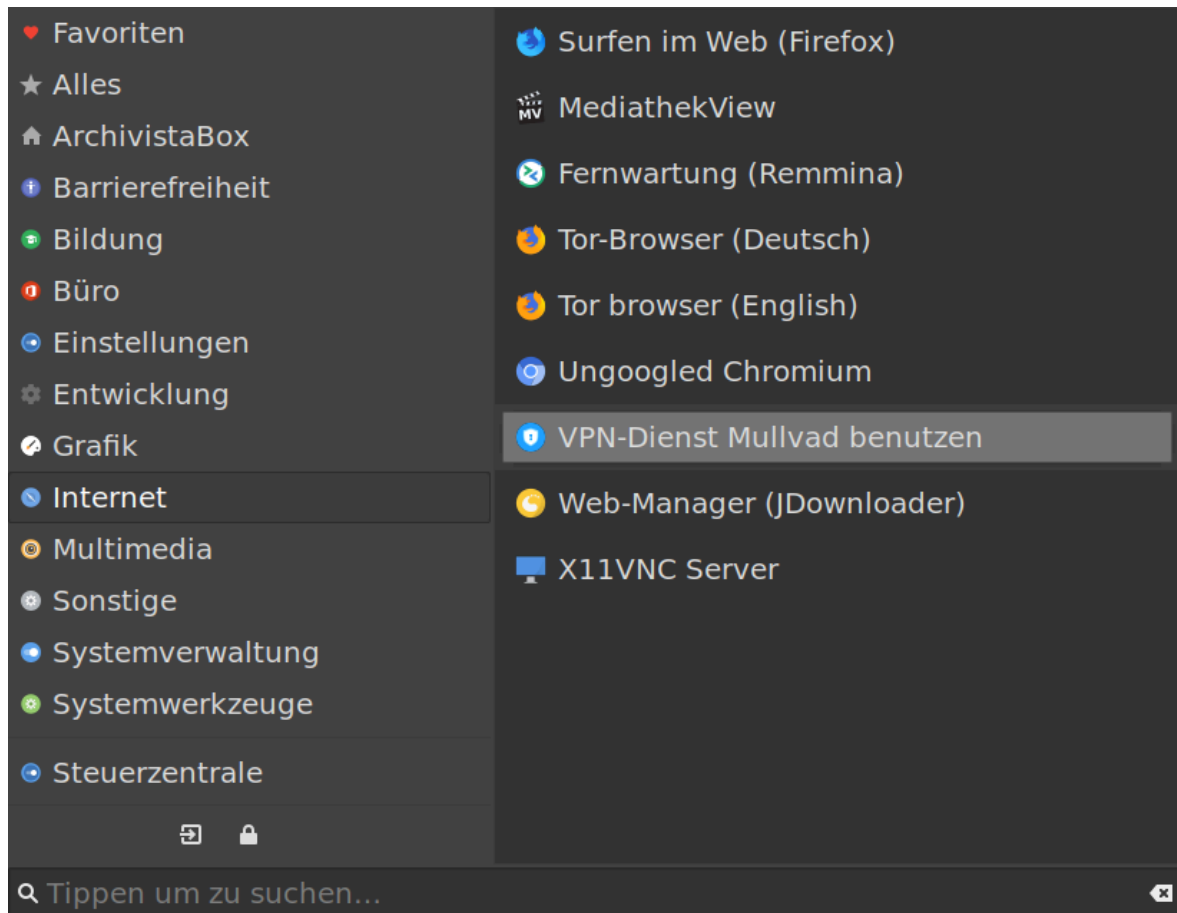 Favoriten
Alles
ArchivistaBox
Barrierefreiheit
Bildung
Büro
Einstellungen
Entwicklung
Grafik
Internet
Multimedia
Sonstige
Systemverwaltung
Systemwerkzeuge
Steuerzentrale
Surfen im Web (Firefox)
MV
MediathekView
Fernwartung (Remmina)
Tor-Browser (Deutsch)
Tor browser (English)
Ungoogled Chromium
VPN-Dienst Mullvad benutzen
Web-Manager (JDownloader)
X11VNC Server
Tippen um zu suchen...